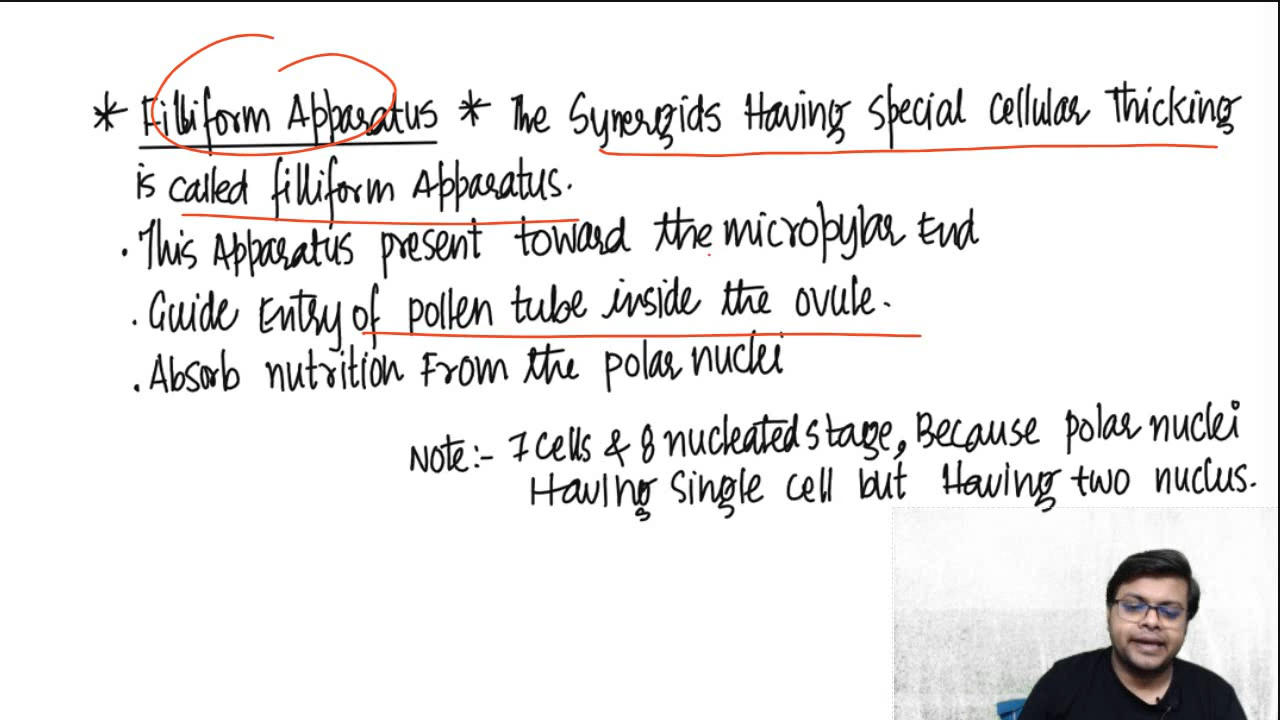 * Filliform Apparatus * The Synergids Having special cellular thicking
is called filliform Apparatus.
. This Apparatus present toward the micropylar End
. Guide Entry of pollen tube inside the ovule.
. Absorb nutrition From the polar nuclei
Note:- 7 cells & 8 nucleated stage, Because polar nuclei
Having single cell but Having two nuclus.